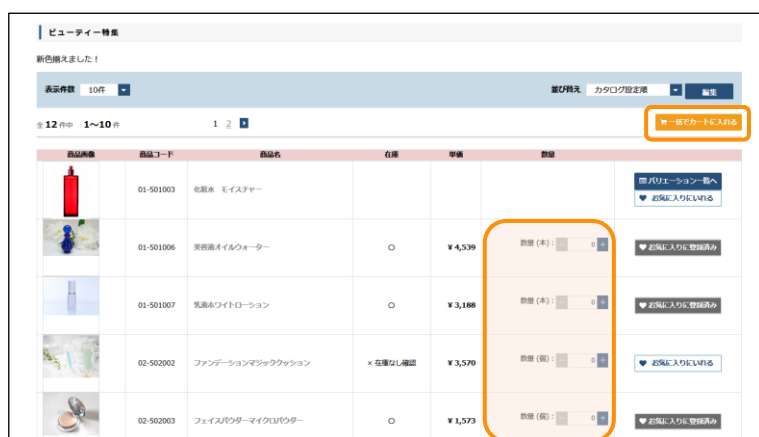 ビューティー特集
新色揃えました！
表示件数 10件
並び替え カタログ設定順 編集
全12件中 1～10件 1 2
一括でカートに入れる
商品画像 商品コード 商品名 在庫 単価 数量
01-501003 化粧水 モイスチャー
バリエーション一覧へ
お気に入りにいれる
01-501006 美容液オイルウォーター ○ ¥4,539 数量(本): 0 お気に入りに登録済み
01-501007 乳液ホワイトローション ○ ¥3,188 数量(本): 0 お気に入りに登録済み
02-502002 ファンデーションマジッククッション ×在庫なし確認 ¥3,570 数量(個): 0 お気に入りにいれる
02-502003 フェイスパウダーマイクロパウダー ○ ¥1,573 数量(個): 0 お気に入りに登録済み